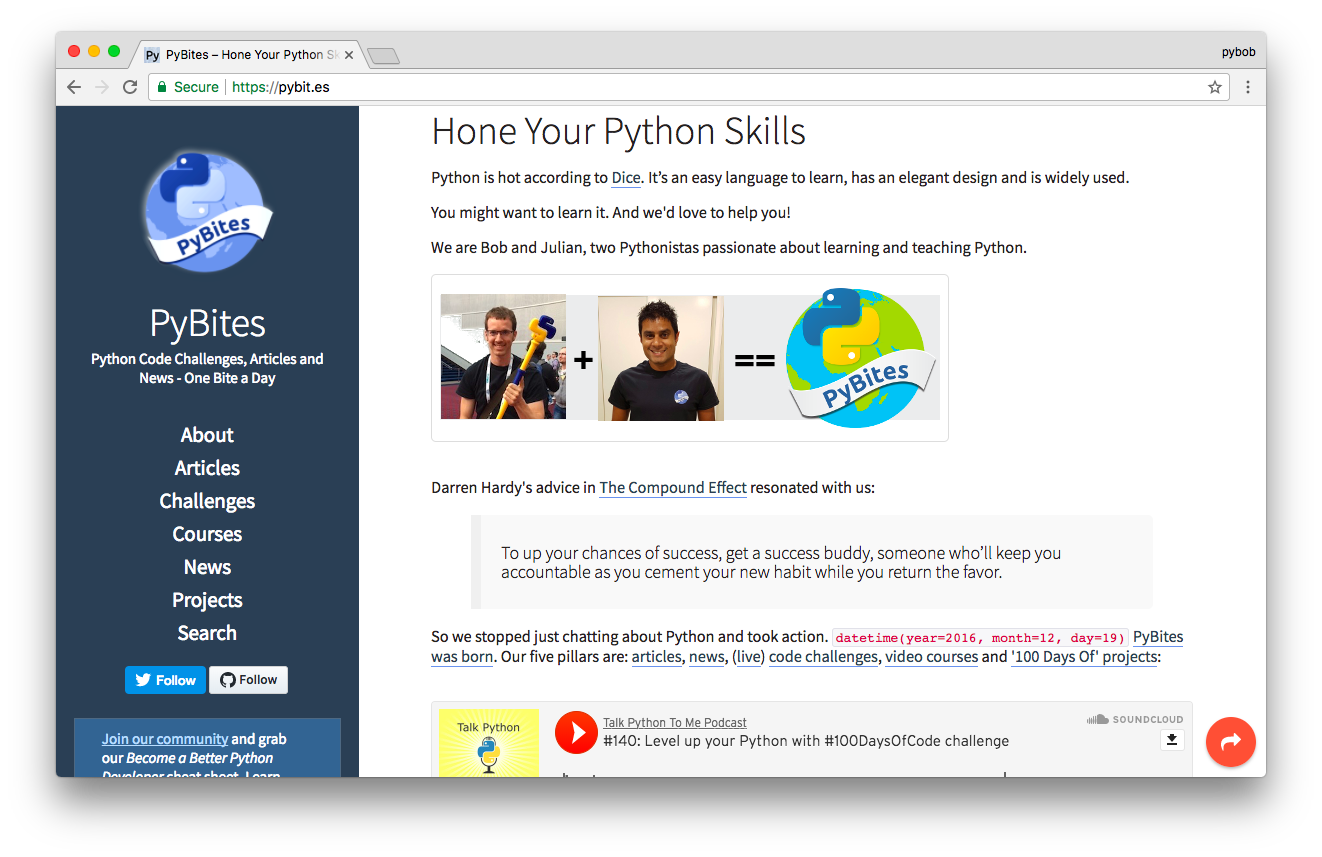 Py PyBites – Hone Your Python Sk
pybob
Secure https://pybit.es
PyBites
PyBites
Python Code Challenges, Articles and
News - One Bite a Day
About
Articles
Challenges
Courses
News
Projects
Search
Follow Follow
Join our community and grab
our Become a Better Python
Developer cheat sheet. Learn
Hone Your Python Skills
Python is hot according to Dice. It’s an easy language to learn, has an elegant design and is widely used.
You might want to learn it. And we'd love to help you!
We are Bob and Julian, two Pythonistas passionate about learning and teaching Python.
+ == PyBites
Darren Hardy's advice in The Compound Effect resonated with us:
To up your chances of success, get a success buddy, someone who’ll keep you
accountable as you cement your new habit while you return the favor.
So we stopped just chatting about Python and took action. datetime(year=2016, month=12, day=19) PyBites
was born. Our five pillars are: articles, news, (live) code challenges, video courses and '100 Days Of' projects:
Talk Python
Talk Python To Me Podcast
SOUNDCLOUD
#140: Level up your Python with #100DaysOfCode challenge